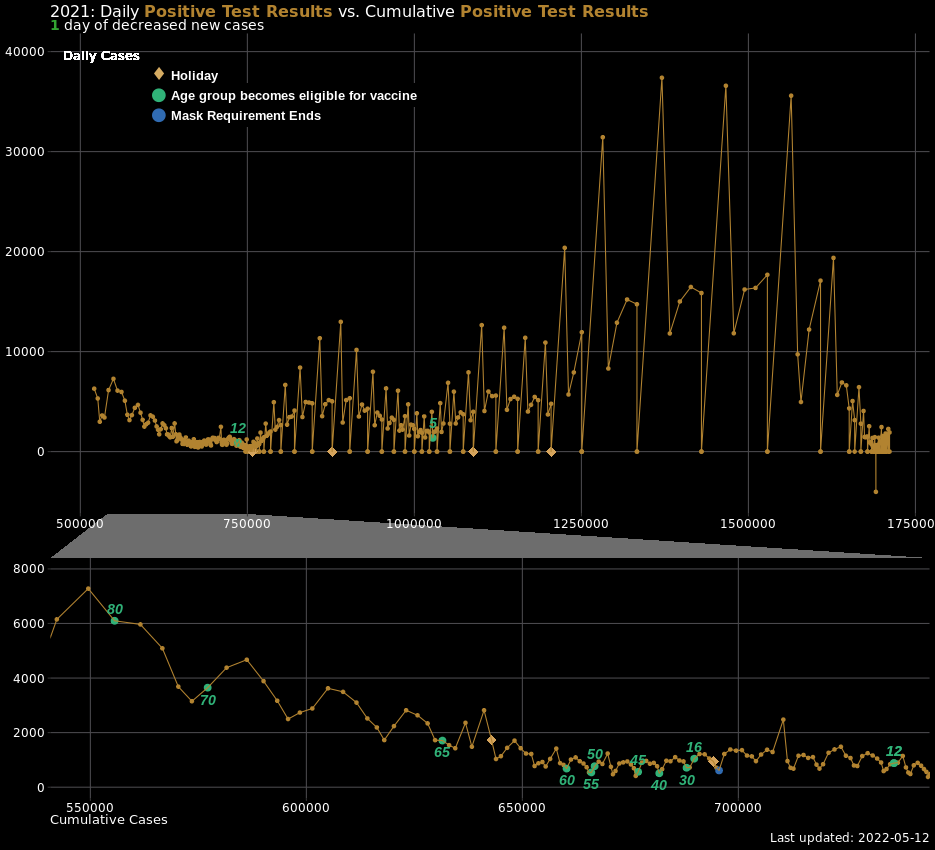 2021: Daily Positive Test Results vs. Cumulative Positive Test Results
1 day of decreased new cases
40000
Daily Cases
Holiday
Age group becomes eligible for vaccine
Mask Requirement Ends
30000
20000
10000
12
5
0
500000 750000 1000000 1250000 1500000 1750000
8000
6000
80
4000
70
2000
65
60
50
55
45
40
16
30
12
0
550000 600000 650000 700000
Cumulative Cases
Last updated: 2022-05-12